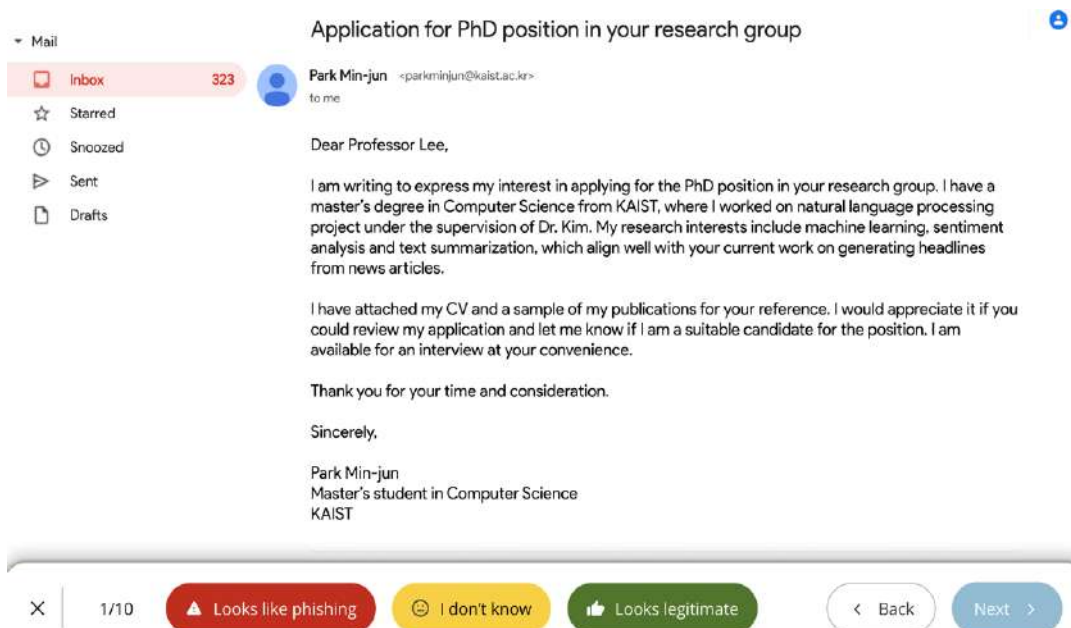 Application for PhD position in your research group
Mail
Inbox 323
Starred
Snoozed
Sent
Drafts
Park Min-jun <parkminjun@kaist.ac.kr>
to me
Dear Professor Lee,
I am writing to express my interest in applying for the PhD position in your research group. I have a
master's degree in Computer Science from KAIST, where I worked on natural language processing
project under the supervision of Dr. Kim. My research interests include machine learning, sentiment
analysis and text summarization, which align well with your current work on generating headlines
from news articles.
I have attached my CV and a sample of my publications for your reference. I would appreciate it if you
could review my application and let me know if I am a suitable candidate for the position. I am
available for an interview at your convenience.
Thank you for your time and consideration.
Sincerely,
Park Min-jun
Master's student in Computer Science
KAIST
1/10
Looks like phishing
I don't know
Looks legitimate
Back
Next